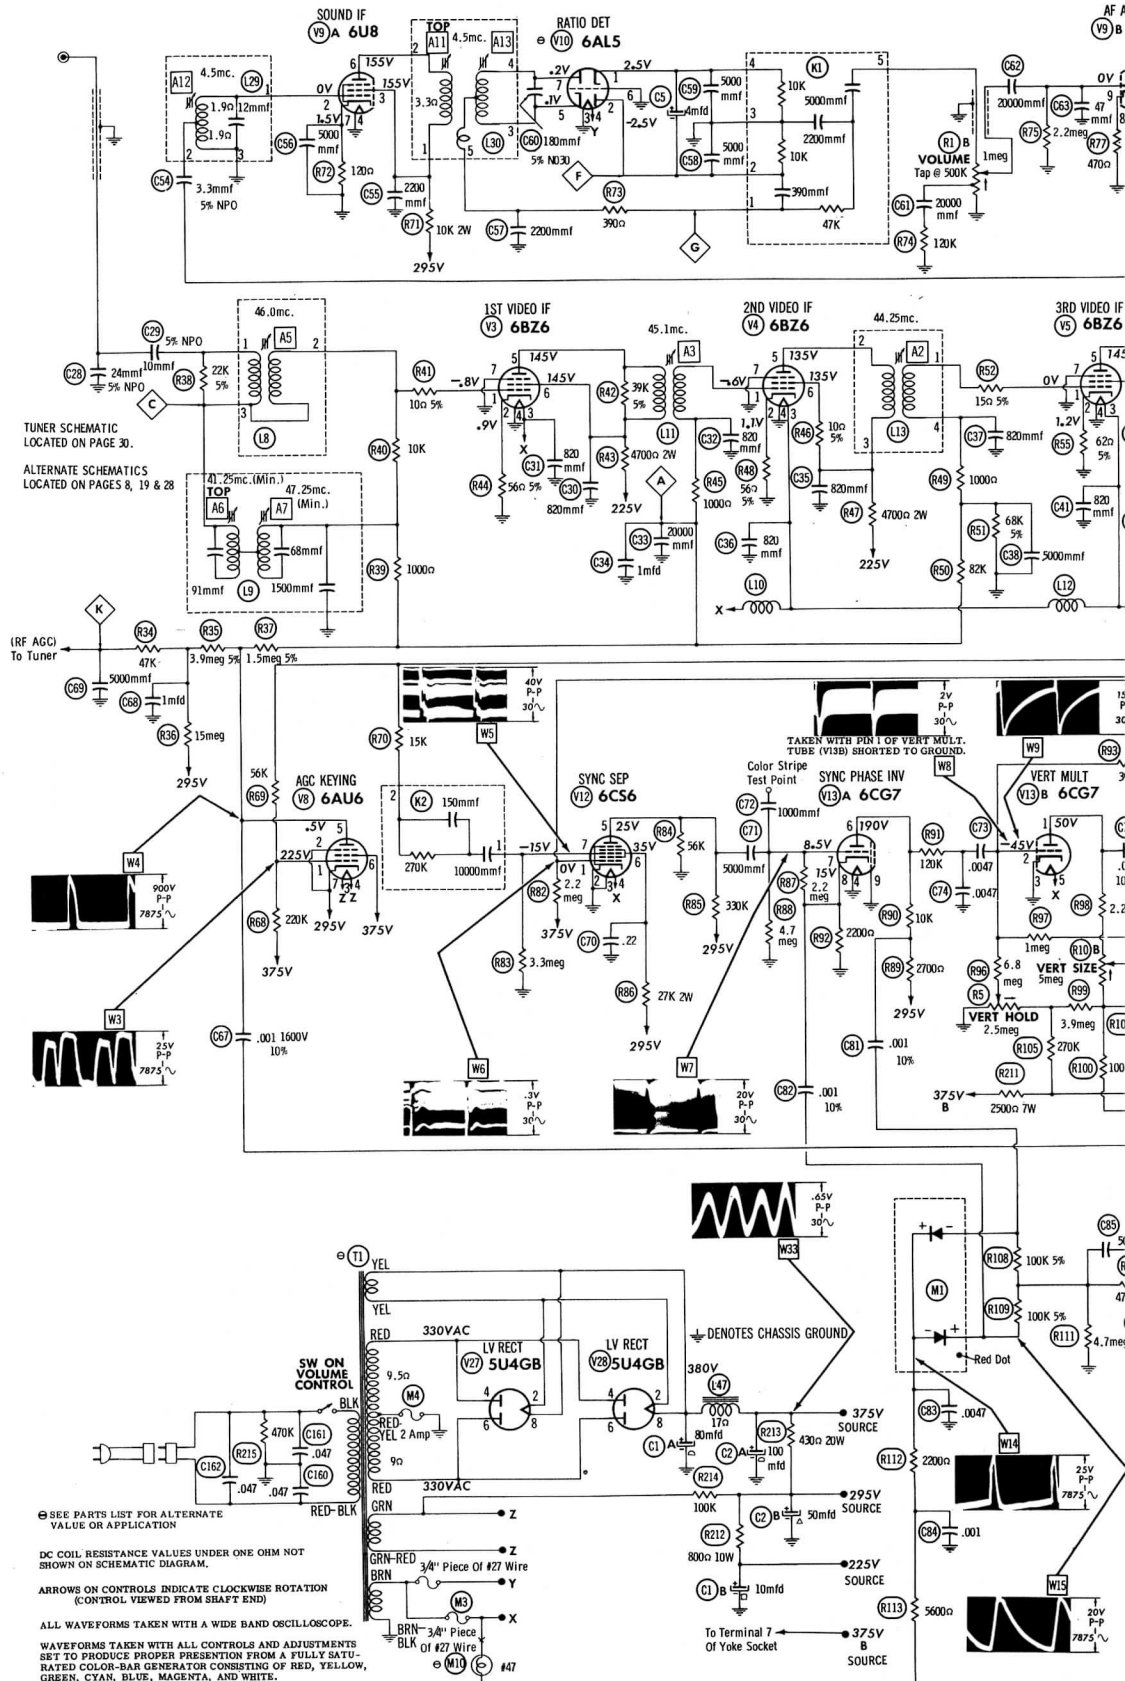 SOUND IF
V9 A 6U8
RATIO DET
⊖ V10 6AL5
AF A
V9 B
TOP
A11 4.5mc. A13
155V
155V
A12 4.5mc. L29
1.9Ω 12mmf
1.9Ω
0V
1.5V
C56 5000 mmf
R72 120Ω
C54 3.3mmf
5% NPO
3.3Ω
L30
C55 2200 mmf
R71 10K 2W
295V
.2V
.1V
C60 180mmf
5% N030
2.5V
-2.5V
Y
F
C5 4mfd
C59 5000 mmf
C58 5000 mmf
C57 2200mmf
R73 390Ω
G
K1
10K
10K
5000mmf
2200mmf
390mmf
47K
R1 B
VOLUME
Tap @ 500K
1meg
C61 20000 mmf
R74 120K
C62 20000mmf
R75 2.2meg
C63 47 mmf
0V
R77 470Ω
C29 5% NPO
10mmf
C28 24mmf
5% NPO
R38 22K 5%
C
46.0mc.
A5
L8
TUNER SCHEMATIC
LOCATED ON PAGE 30.
ALTERNATE SCHEMATICS
LOCATED ON PAGES 8, 19 & 28
41.25mc.(Min.)
TOP
47.25mc. (Min.)
A6 A7
68mmf
91mmf
L9
1500mmf
R41 10Ω 5%
R40 10K
R39 1000Ω
1ST VIDEO IF
V3 6BZ6
145V
145V
-.8V
.9V
R44 56Ω 5%
X
C31 820 mmf
C30 820mmf
R42 39K 5%
R43 4700Ω 2W
225V
45.1mc.
A3
L11
C32 820 mmf
R45 1000Ω
A
C33 20000 mmf
C34 1mfd
2ND VIDEO IF
V4 6BZ6
135V
135V
-.6V
1.1V
R46 10Ω 5%
R48 56Ω 5%
C35 820mmf
C36 820 mmf
R47 4700Ω 2W
225V
44.25mc.
A2
L13
L10
X
R52 15Ω 5%
C37 820mmf
R49 1000Ω
R51 68K 5%
C38 5000mmf
R50 82K
L12
3RD VIDEO IF
V5 6BZ6
0V
1.2V
R55 62Ω 5%
C41 820 mmf
K
(RF AGC)
To Tuner
R34 47K
R35 3.9meg 5%
R37 1.5meg 5%
C69 5000mmf
C68 1mfd
R36 15meg
295V
40V
P-P
30∿
W5
2V
P-P
30∿
TAKEN WITH PIN 1 OF VERT MULT.
TUBE (V13B) SHORTED TO GROUND.
W8
W9
R70 15K
56K
R69
AGC KEYING
V8 6AU6
.5V
225V
Z Z
295V
375V
R68 220K
375V
K2
150mmf
270K
10000mmf
SYNC SEP
V12 6CS6
25V
35V
-15V
0V
X
R82 2.2 meg
375V
R83 3.3meg
C70 .22
R84 56K
R85 330K
295V
R86 27K 2W
295V
Color Stripe
Test Point
C72 1000mmf
C71 5000mmf
R88 4.7 meg
SYNC PHASE INV
V13 A 6CG7
190V
8.5V
15V
R87 2.2 meg
R92 2200Ω
R90 10K
R89 2700Ω
295V
R91 120K
C73 .0047
C74 .0047
VERT MULT
V13 B 6CG7
50V
-45V
X
R93
R97 1meg
R98
R10 B
VERT SIZE
5meg
R96 6.8 meg
R5
VERT HOLD
2.5meg
R99 3.9meg
R105 270K
R100
R211
2500Ω 7W
375V
B
W4
900V
P-P
7875∿
W3
25V
P-P
7875∿
C67 .001 1600V
10%
W6
.3V
P-P
30∿
W7
20V
P-P
30∿
C81 .001
10%
C82 .001
10%
.65V
P-P
30∿
W33
M1
Red Dot
R108 100K 5%
R109 100K 5%
R111 4.7meg
C85
⊖ T1
YEL
YEL
RED
330VAC
9.5Ω
M4
RED-
YEL 2 Amp
9Ω
RED
330VAC
GRN
GRN-RED
BRN
BRN-
BLK
SW ON
VOLUME
CONTROL
BLK
RED-BLK
C162 .047
R215 470K
C161 .047
C160 .047
LV RECT
V27 5U4GB
LV RECT
V28 5U4GB
⏚ DENOTES CHASSIS GROUND
380V
L47
17Ω
80mfd
C1 A
C2 A 100 mfd
R213 430Ω 20W
375V
SOURCE
R214 100K
295V
SOURCE
C2 B 50mfd
R212
800Ω 10W
225V
SOURCE
C1 B 10mfd
To Terminal 7
Of Yoke Socket
375V
B
SOURCE
Z
Z
3/4" Piece Of #27 Wire
Y
M3
X
3/4" Piece
Of #27 Wire
⊖ M10 #47
C83 .0047
R112 2200Ω
C84 .001
R113 5600Ω
W14
25V
P-P
7875∿
W15
20V
P-P
7875∿
⊖ SEE PARTS LIST FOR ALTERNATE
VALUE OR APPLICATION
DC COIL RESISTANCE VALUES UNDER ONE OHM NOT
SHOWN ON SCHEMATIC DIAGRAM.
ARROWS ON CONTROLS INDICATE CLOCKWISE ROTATION
(CONTROL VIEWED FROM SHAFT END)
ALL WAVEFORMS TAKEN WITH A WIDE BAND OSCILLOSCOPE.
WAVEFORMS TAKEN WITH ALL CONTROLS AND ADJUSTMENTS
SET TO PRODUCE PROPER PRESENTION FROM A FULLY SATU-
RATED COLOR-BAR GENERATOR CONSISTING OF RED, YELLOW,
GREEN, CYAN, BLUE, MAGENTA, AND WHITE.